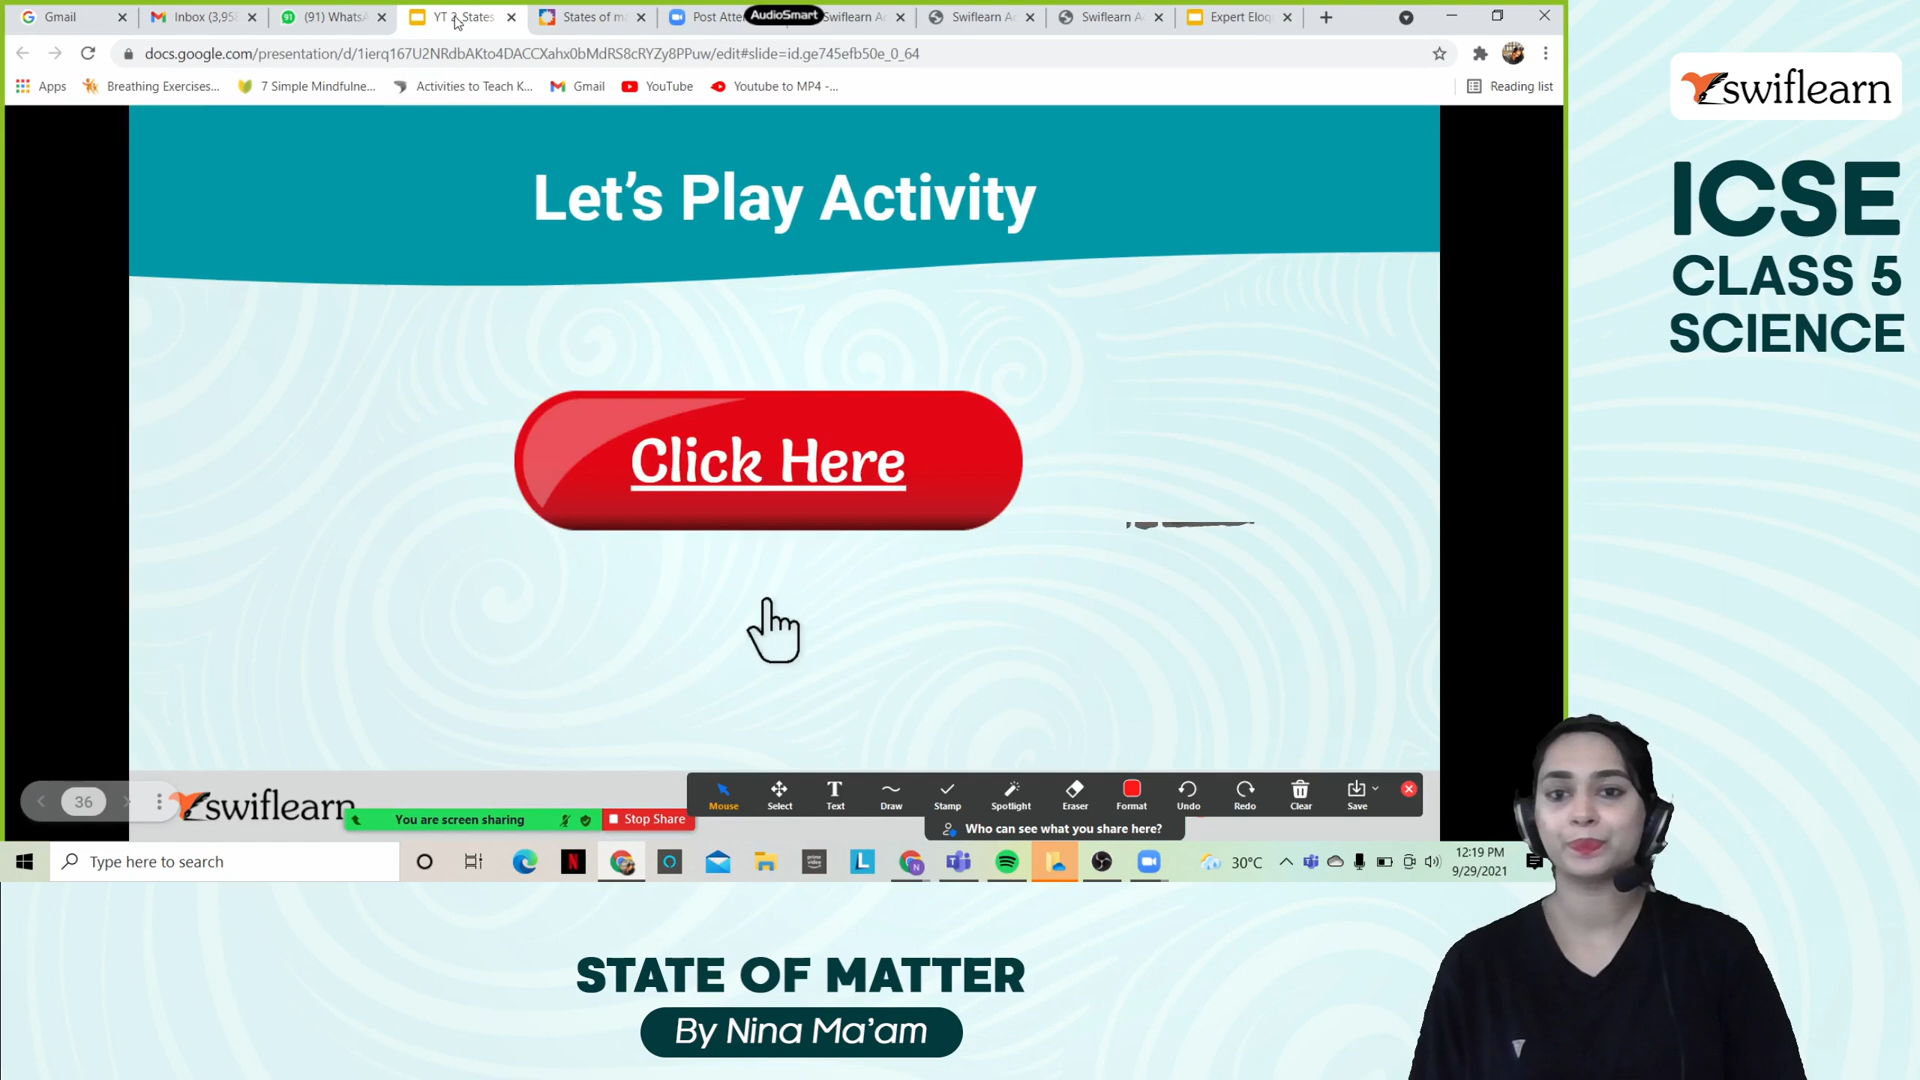 Gmail
Inbox (3,958
(91) WhatsA
YT 2 States
States of m
Post Atte
AudioSmart
Swiflearn A
Swiflearn A
Swiflearn A
Expert Eloq
docs.google.com/presentation/d/1ierq167U2NRdbAKto4DACCXahx0bMdRS8cRYZy8PPuw/edit#slide=id.ge745efb50e_0_64
Apps
Breathing Exercises...
7 Simple Mindfulne...
Activities to Teach K...
Gmail
YouTube
Youtube to MP4 -...
Reading list
swiflearn
ICSE
CLASS 5
SCIENCE
Let's Play Activity
Click Here
36
swiflearn
Mouse
Select
Text
Draw
Stamp
Spotlight
Eraser
Format
Undo
Redo
Clear
Save
You are screen sharing
Stop Share
Who can see what you share here?
Type here to search
30°C
12:19 PM
9/29/2021
STATE OF MATTER
By Nina Ma'am